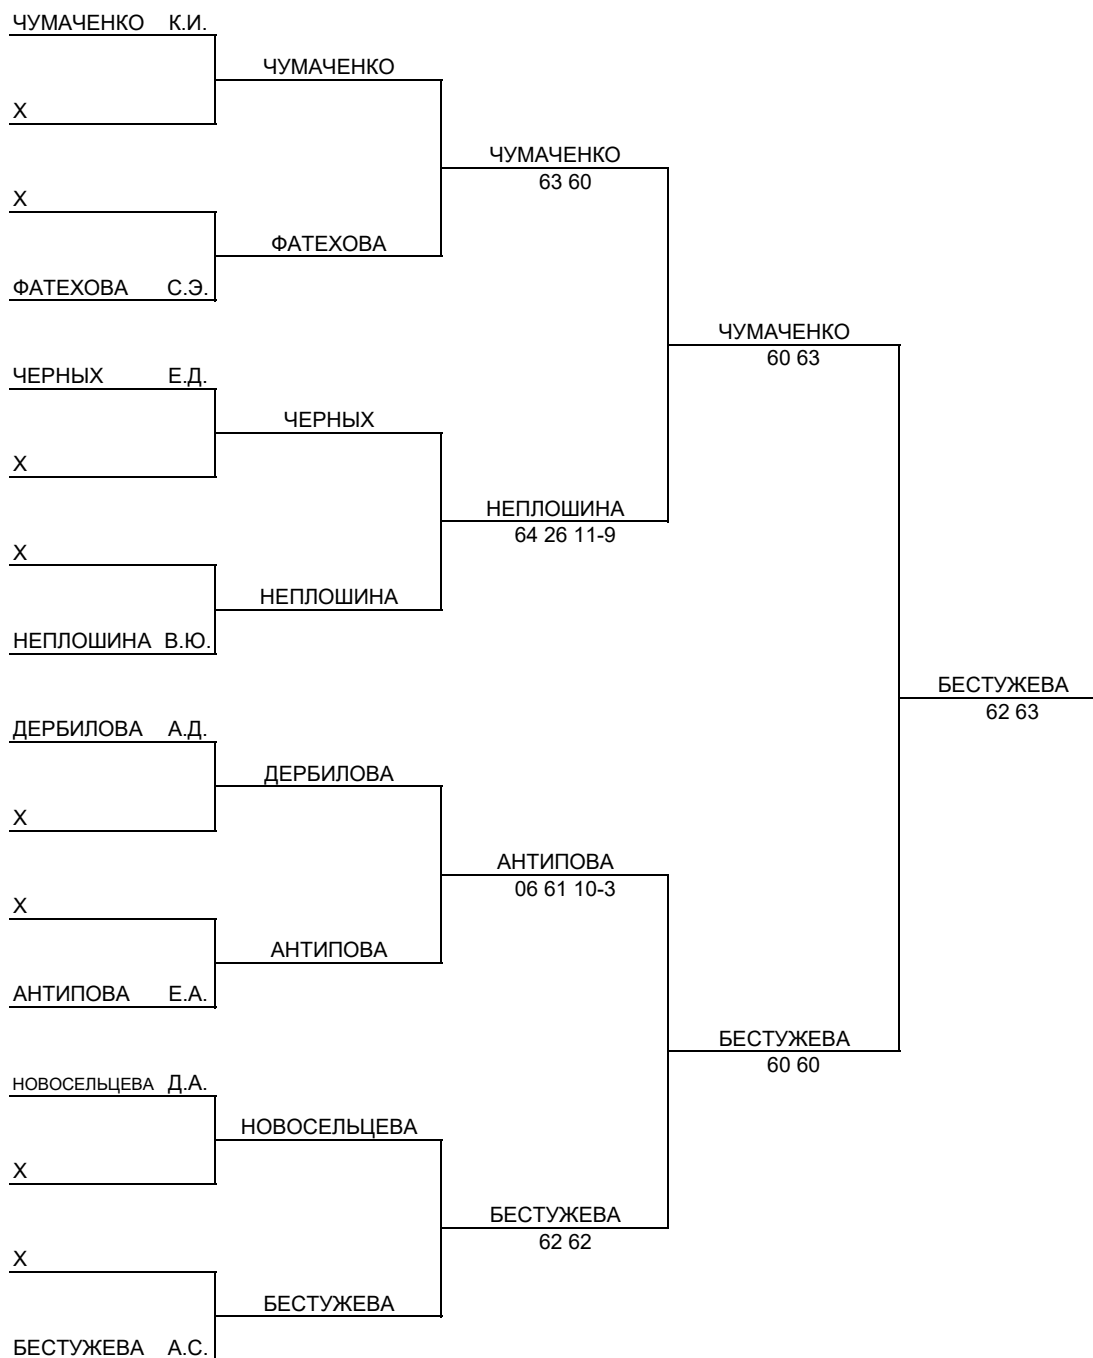 ЧУМАЧЕНКО К.И.
ЧУМАЧЕНКО
X
ЧУМАЧЕНКО
63 60
X
ФАТЕХОВА
ФАТЕХОВА С.Э.
ЧУМАЧЕНКО
60 63
ЧЕРНЫХ Е.Д.
ЧЕРНЫХ
X
НЕПЛОШИНА
64 26 11-9
X
НЕПЛОШИНА
НЕПЛОШИНА В.Ю.
БЕСТУЖЕВА
62 63
ДЕРБИЛОВА А.Д.
ДЕРБИЛОВА
X
АНТИПОВА
06 61 10-3
X
АНТИПОВА
АНТИПОВА Е.А.
БЕСТУЖЕВА
60 60
НОВОСЕЛЬЦЕВА Д.А.
НОВОСЕЛЬЦЕВА
X
БЕСТУЖЕВА
62 62
X
БЕСТУЖЕВА
БЕСТУЖЕВА А.С.